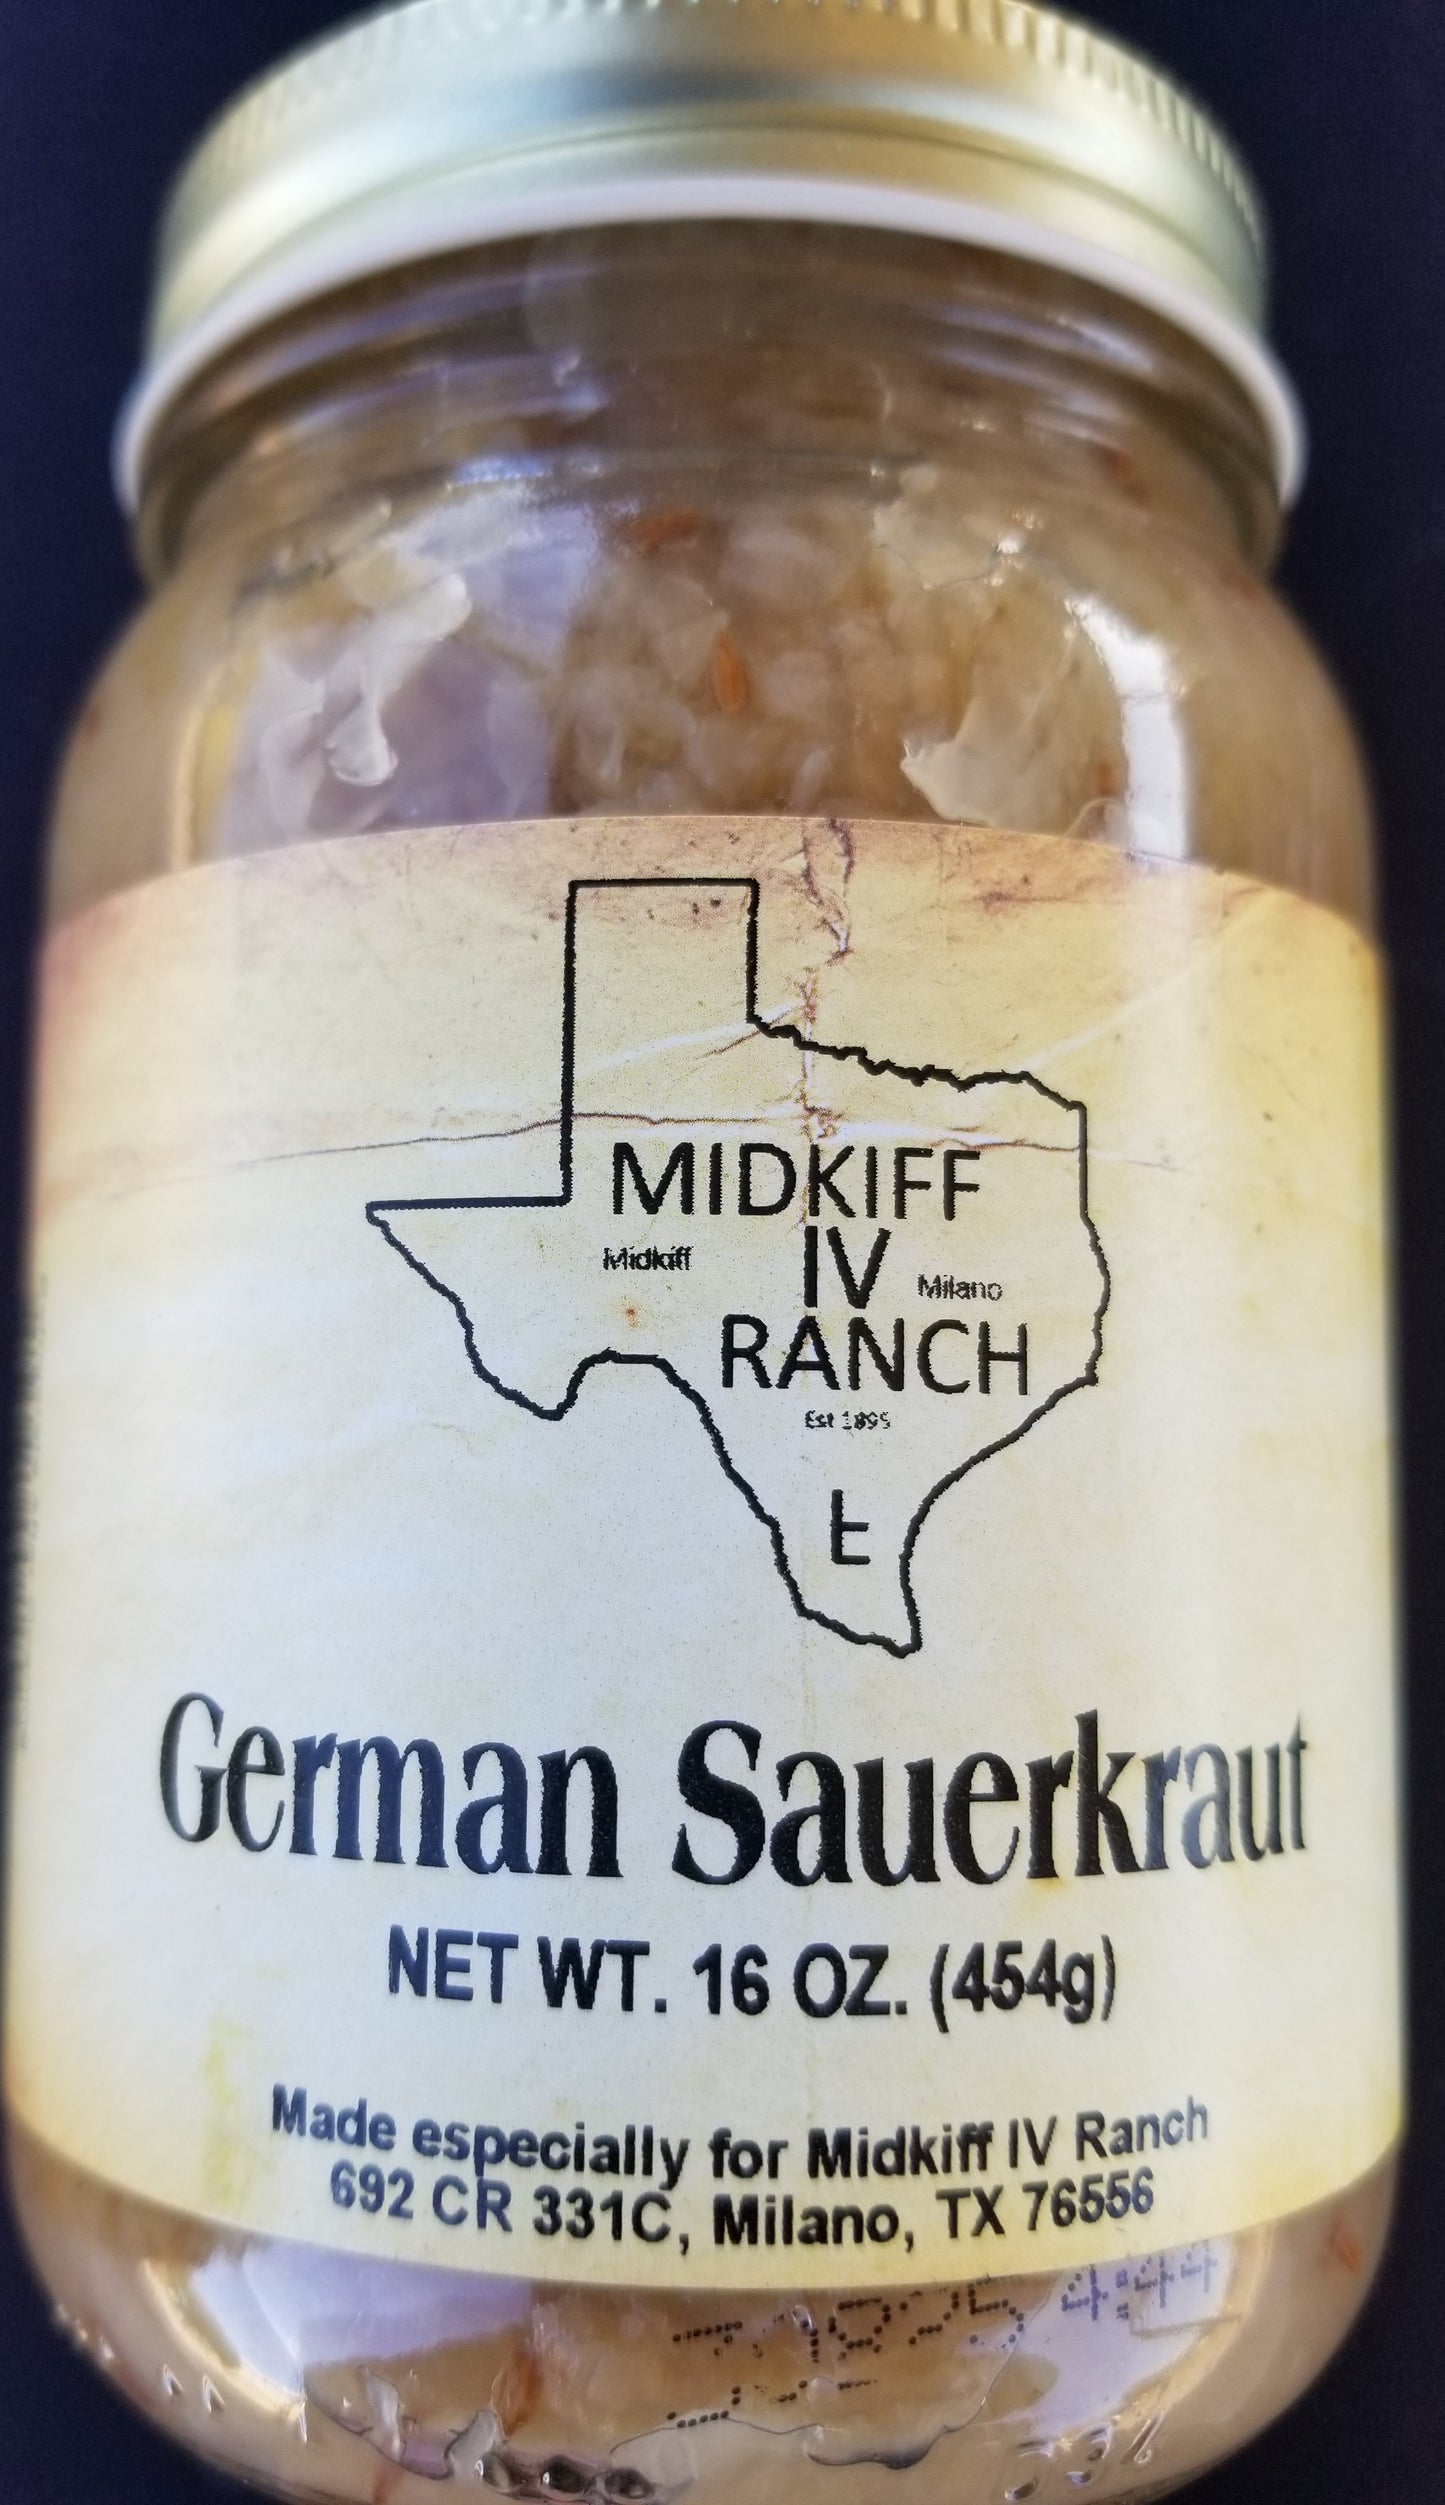 MIDKIFF
Midkiff
IV
Milano
RANCH
Est 1895
German Sauerkraut
NET WT. 16 OZ. (454g)
Made especially for Midkiff IV Ranch
692 CR 331C, Milano, TX 76556